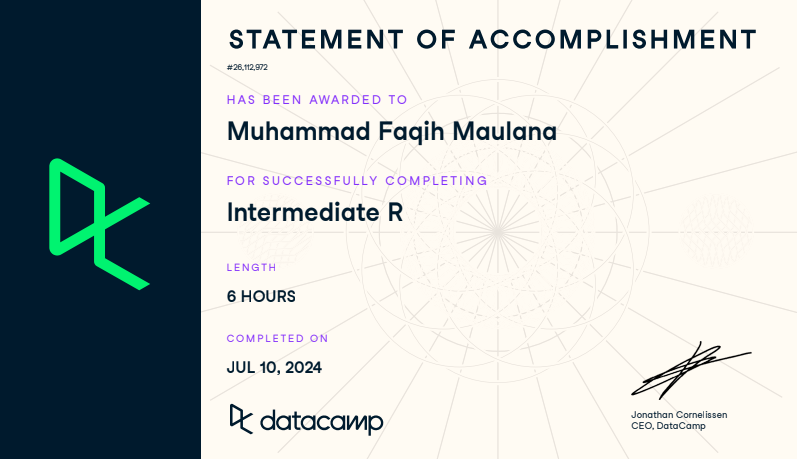 STATEMENT OF ACCOMPLISHMENT
#26,112,972
HAS BEEN AWARDED TO
Muhammad Faqih Maulana
FOR SUCCESSFULLY COMPLETING
Intermediate R
LENGTH
6 HOURS
COMPLETED ON
JUL 10, 2024
datacamp
Jonathan Cornelissen
CEO, DataCamp